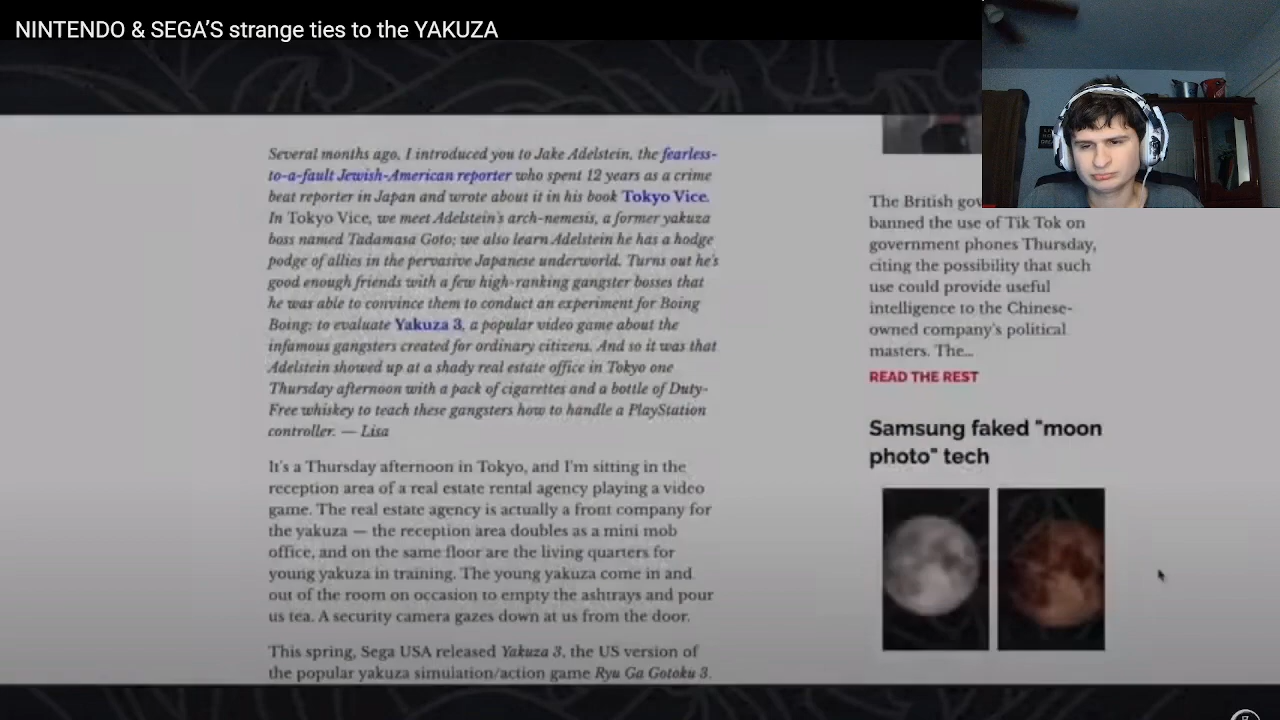 NINTENDO & SEGA'S strange ties to the YAKUZA
Several months ago, I introduced you to Jake Adelstein, the fearless-
to-a-fault Jewish-American reporter who spent 12 years as a crime
beat reporter in Japan and wrote about it in his book Tokyo Vice.
In Tokyo Vice, we meet Adelstein's arch-nemesis, a former yakuza
boss named Tadamasa Goto; we also learn Adelstein he has a hodge
podge of allies in the pervasive Japanese underworld. Turns out he's
good enough friends with a few high-ranking gangster bosses that
he was able to convince them to conduct an experiment for Boing
Boing: to evaluate Yakuza 3, a popular video game about the
infamous gangsters created for ordinary citizens. And so it was that
Adelstein showed up at a shady real estate office in Tokyo one
Thursday afternoon with a pack of cigarettes and a bottle of Duty-
Free whiskey to teach these gangsters how to handle a PlayStation
controller. — Lisa
It's a Thursday afternoon in Tokyo, and I'm sitting in the
reception area of a real estate rental agency playing a video
game. The real estate agency is actually a front company for
the yakuza — the reception area doubles as a mini mob
office, and on the same floor are the living quarters for
young yakuza in training. The young yakuza come in and
out of the room on occasion to empty the ashtrays and pour
us tea. A security camera gazes down at us from the door.
This spring, Sega USA released Yakuza 3, the US version of
the popular yakuza simulation/action game Ryu Ga Gotoku 3.
The British gov
banned the use of Tik Tok on
government phones Thursday,
citing the possibility that such
use could provide useful
intelligence to the Chinese-
owned company's political
masters. The...
READ THE REST
Samsung faked "moon
photo" tech